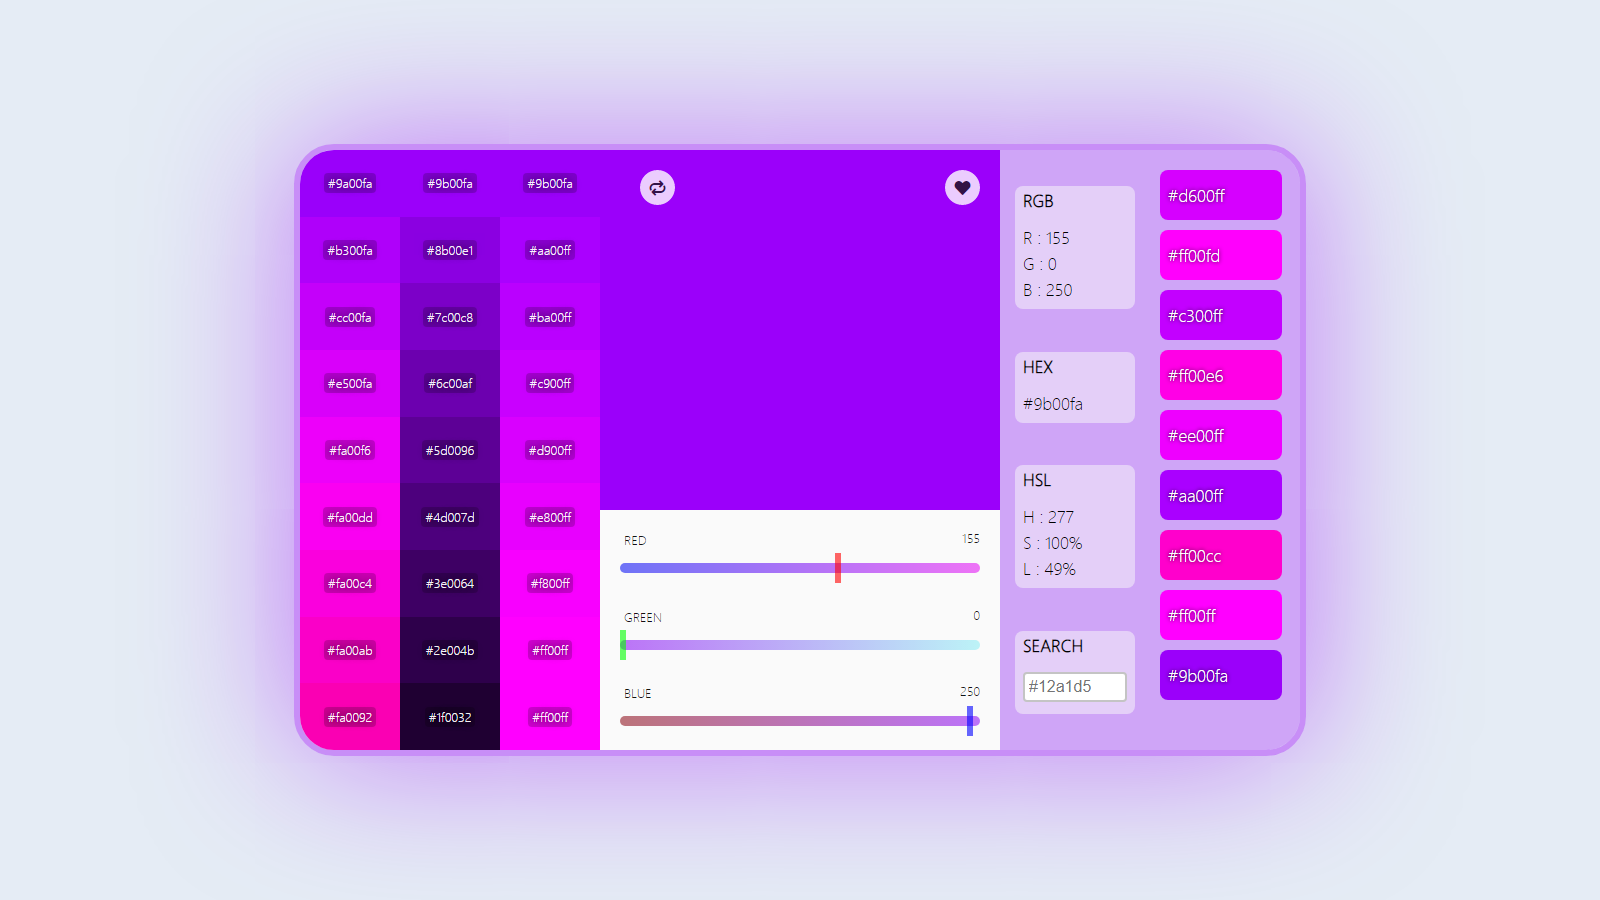 #9a00fa #9b00fa #9b00fa
#b300fa #8b00e1 #aa00ff
#cc00fa #7c00c8 #ba00ff
#e500fa #6c00af #c900ff
#fa00f6 #5d0096 #d900ff
#fa00dd #4d007d #e800ff
#fa00c4 #3e0064 #f800ff
#fa00ab #2e004b #ff00ff
#fa0092 #1f0032 #ff00ff
RED 155
GREEN 0
BLUE 250
RGB
R : 155
G : 0
B : 250
HEX
#9b00fa
HSL
H : 277
S : 100%
L : 49%
SEARCH
#12a1d5
#d600ff
#ff00fd
#c300ff
#ff00e6
#ee00ff
#aa00ff
#ff00cc
#ff00ff
#9b00fa